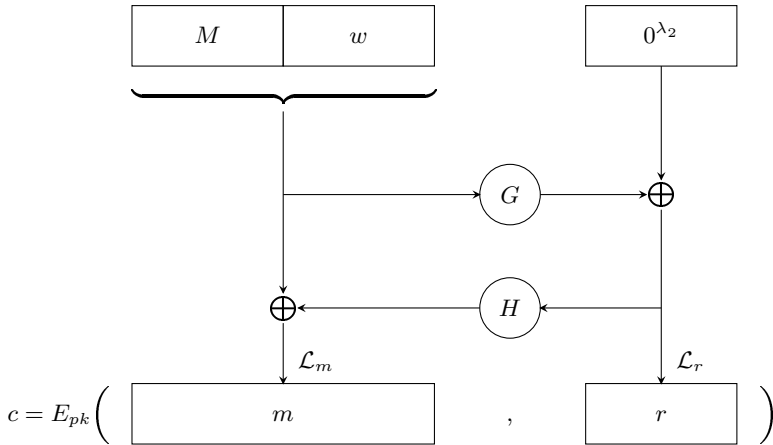 M w 0^{λ_2}
G ⊕
⊕ H
ℒ_m ℒ_r
c = E_{pk}( m , r )